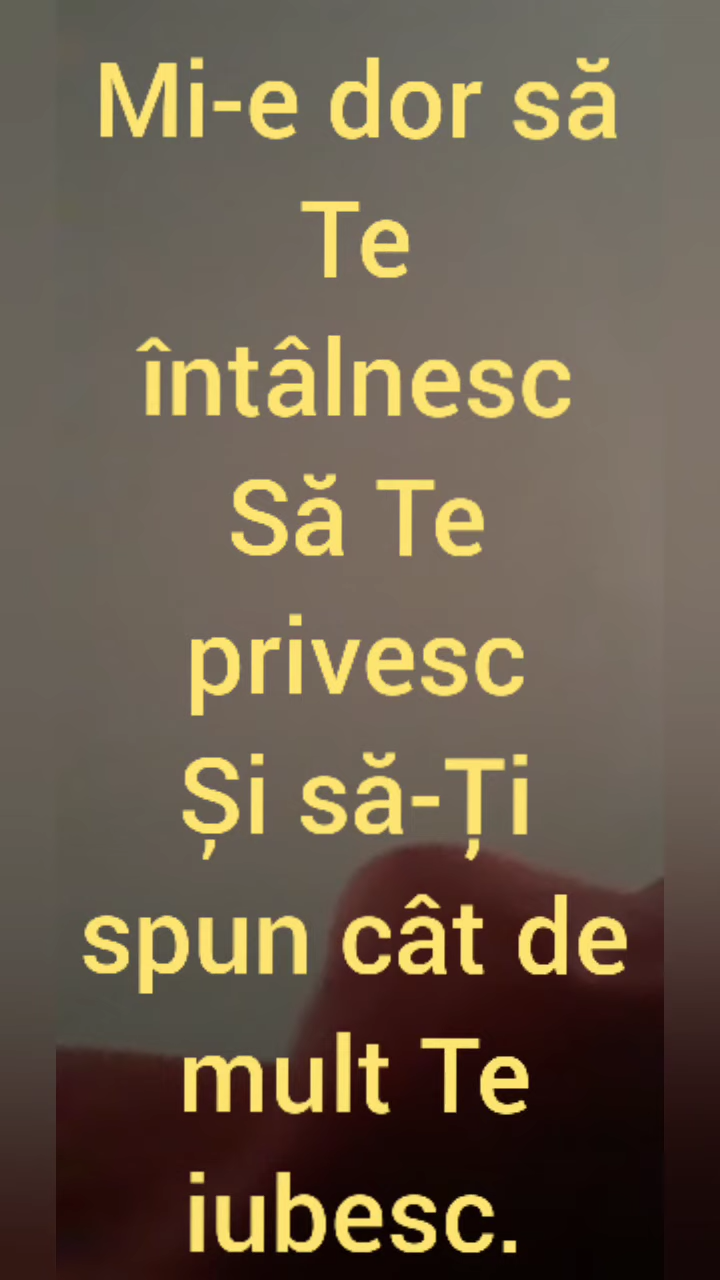 Mi-e dor să
Te
întâlnesc
Să Te
privesc
Și să-Ți
spun cât de
mult Te
iubesc.